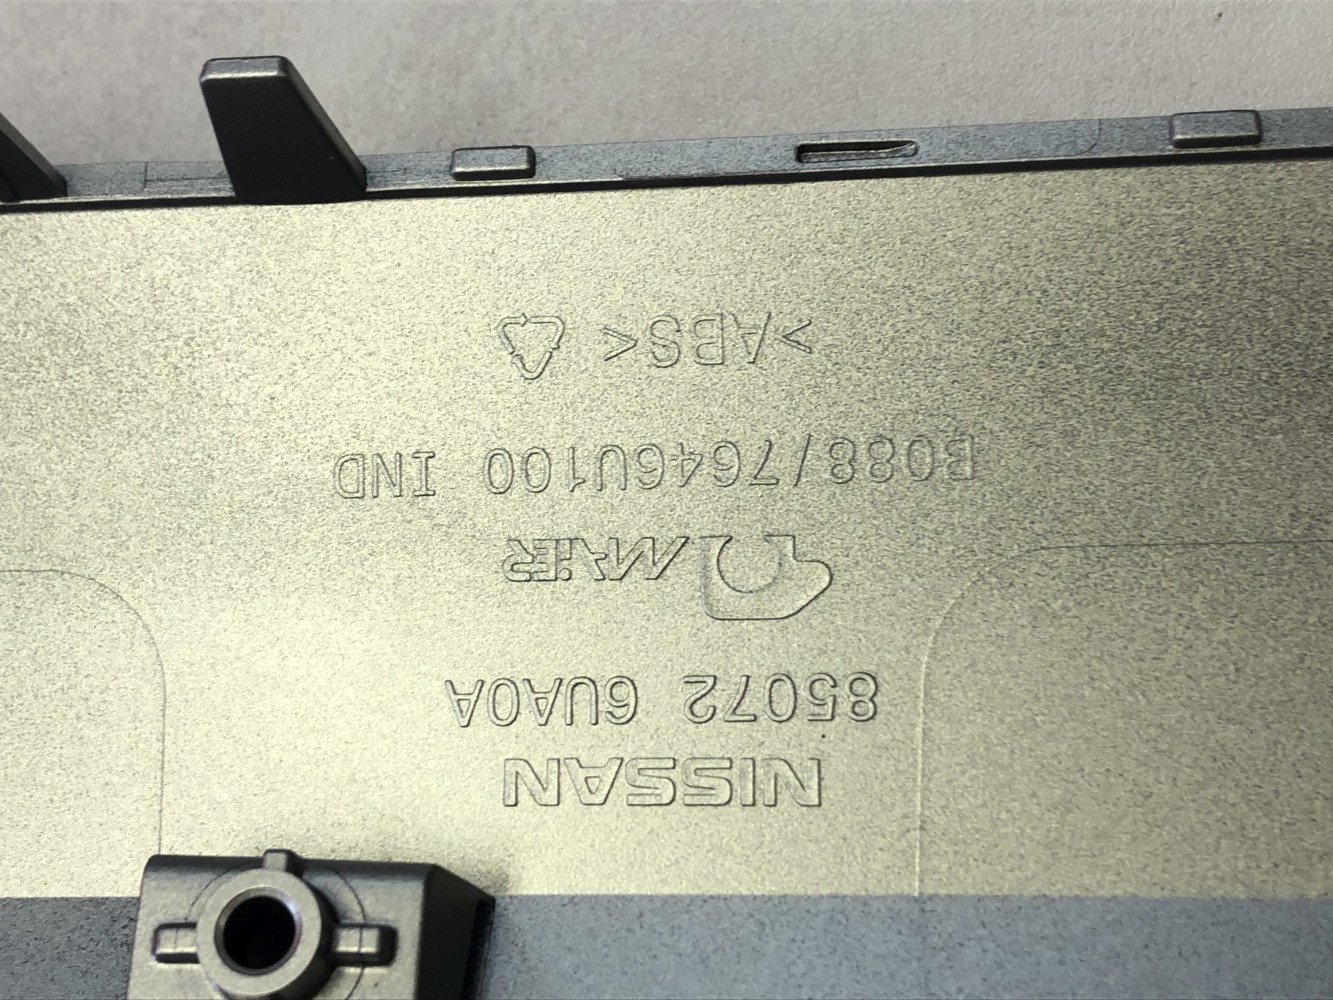 NISSAN
85072 6UA0A
MAiER
B088/7646U100 IND
>ABS<